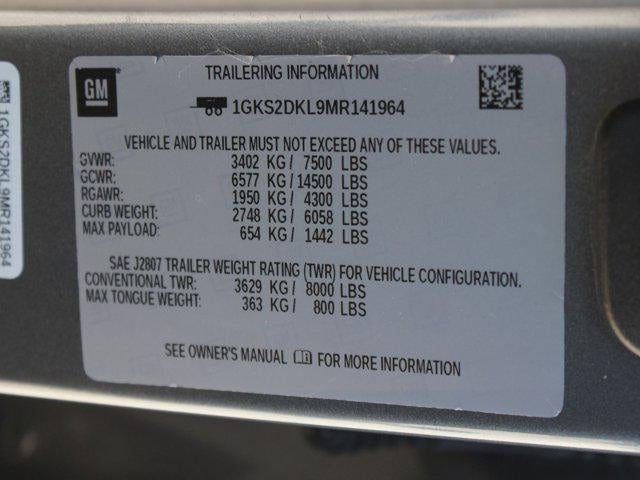 GM
TRAILERING INFORMATION
1GKS2DKL9MR141964
VEHICLE AND TRAILER MUST NOT EXCEED ANY OF THESE VALUES.
GVWR: 3402 KG / 7500 LBS
GCWR: 6577 KG / 14500 LBS
RGAWR: 1950 KG / 4300 LBS
CURB WEIGHT: 2748 KG / 6058 LBS
MAX PAYLOAD: 654 KG / 1442 LBS
SAE J2807 TRAILER WEIGHT RATING (TWR) FOR VEHICLE CONFIGURATION.
CONVENTIONAL TWR: 3629 KG / 8000 LBS
MAX TONGUE WEIGHT: 363 KG / 800 LBS
SEE OWNER'S MANUAL FOR MORE INFORMATION
1GKS2DKL9MR141964